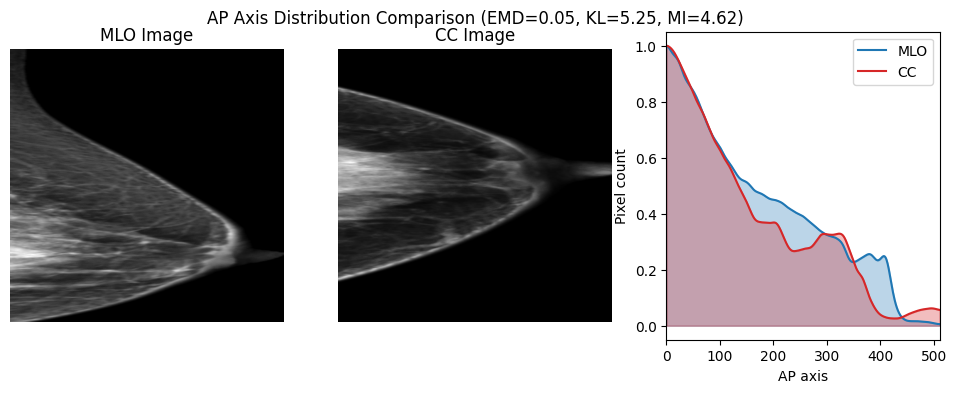 AP Axis Distribution Comparison (EMD=0.05, KL=5.25, MI=4.62)
MLO Image
CC Image
MLO
CC
Pixel count
1.0
0.8
0.6
0.4
0.2
0.0
0 100 200 300 400 500
AP axis